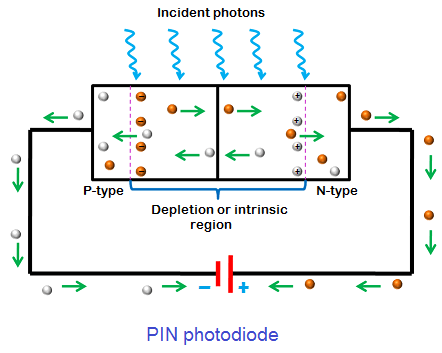 Incident photons
P-type
N-type
Depletion or intrinsic
region
− +
PIN photodiode